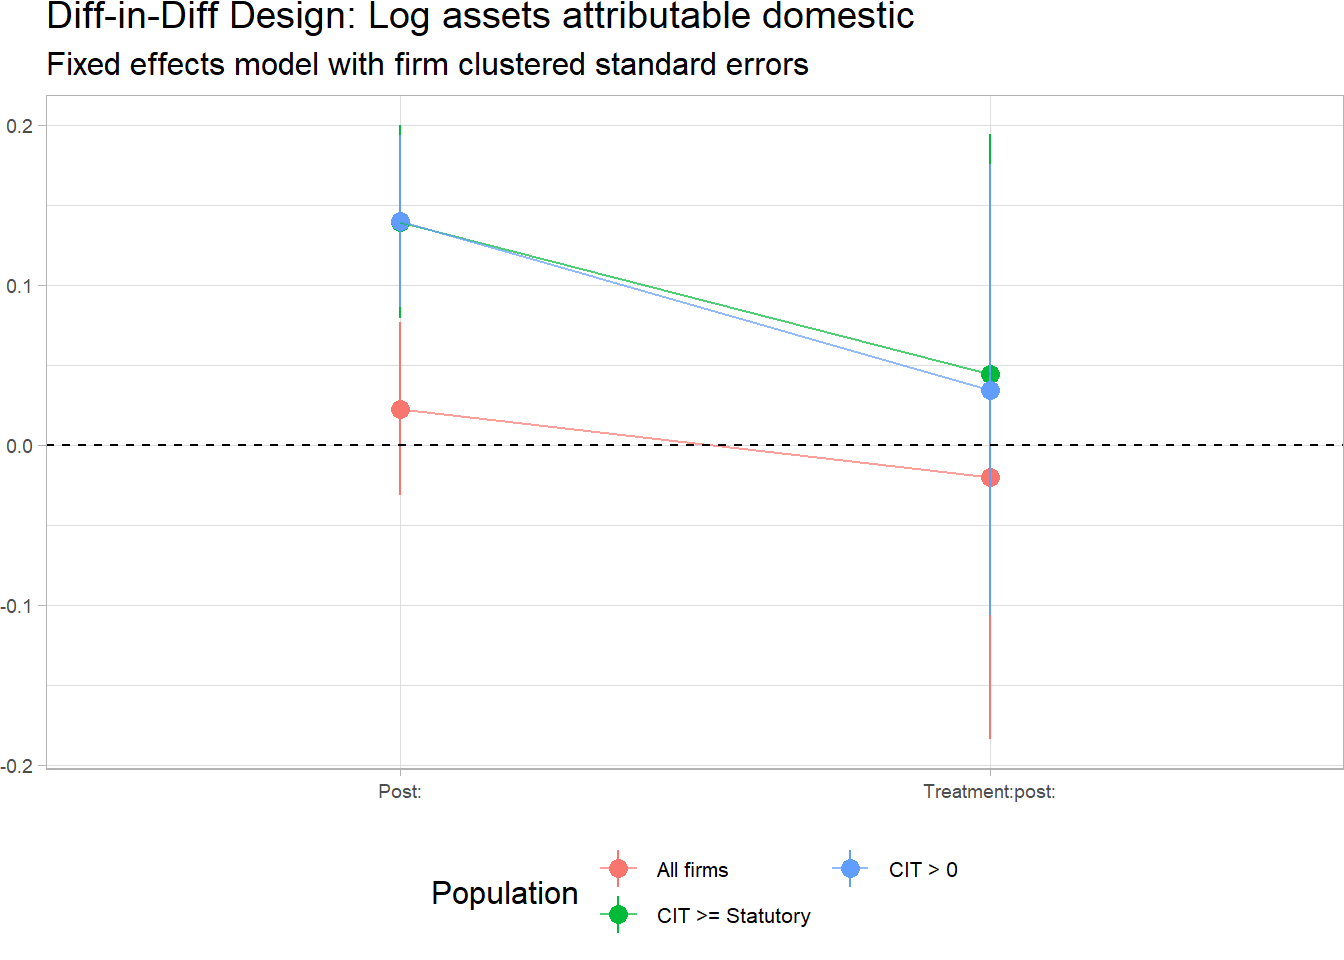 Diff-in-Diff Design: Log assets attributable domestic
Fixed effects model with firm clustered standard errors
0.2
0.1
0.0
-0.1
-0.2
Post:
Treatment:post:
Population
All firms
CIT > 0
CIT >= Statutory